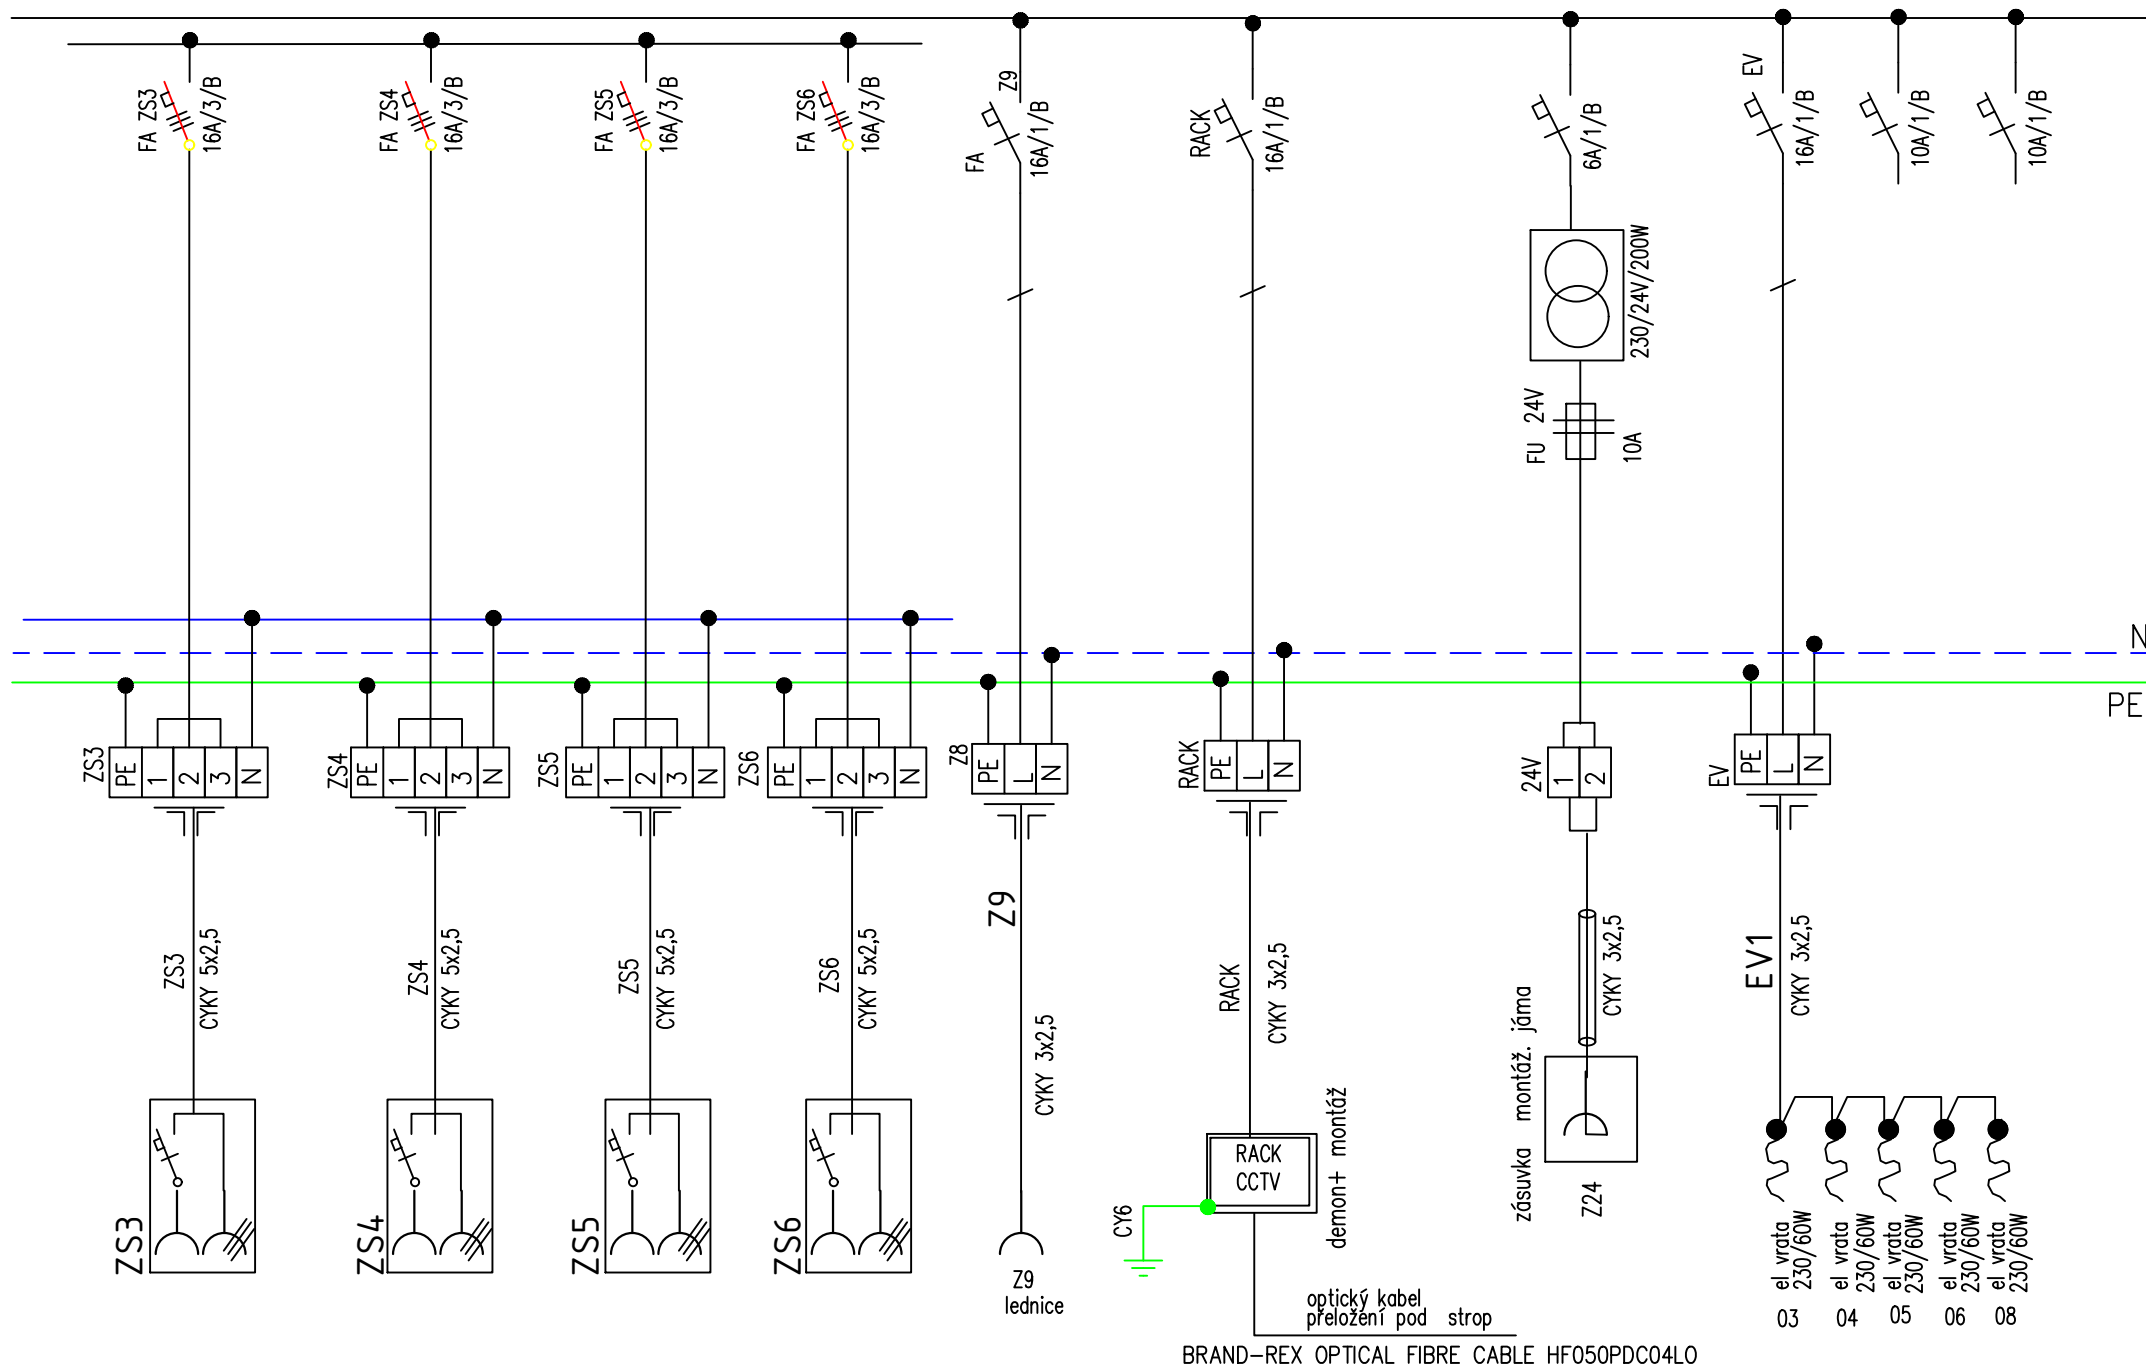 FA ZS3
16A/3/B
FA ZS4
16A/3/B
FA ZS5
16A/3/B
FA ZS6
16A/3/B
FA Z9
16A/1/B
RACK
16A/1/B
6A/1/B
EV
16A/1/B
10A/1/B
10A/1/B
230/24V/200W
FU 24V
10A
N
PE
ZS3
PE 1 2 3 N
ZS4
PE 1 2 3 N
ZS5
PE 1 2 3 N
ZS6
PE 1 2 3 N
Z8
PE L N
RACK
PE L N
24V
1 2
EV
PE L N
ZS3
CYKY 5x2,5
ZS4
CYKY 5x2,5
ZS5
CYKY 5x2,5
ZS6
CYKY 5x2,5
Z9
CYKY 3x2,5
RACK
CYKY 3x2,5
CYKY 3x2,5
EV1
CYKY 3x2,5
ZS3
ZS4
ZS5
ZS6
Z9
lednice
CY6
RACK
CCTV
demon+ montáž
zásuvka montáž. jáma
Z24
el vrata
230/60W
03
el vrata
230/60W
04
el vrata
230/60W
05
el vrata
230/60W
06
el vrata
230/60W
08
optický kabel
přeložení pod strop
BRAND-REX OPTICAL FIBRE CABLE HF050PDC04LO